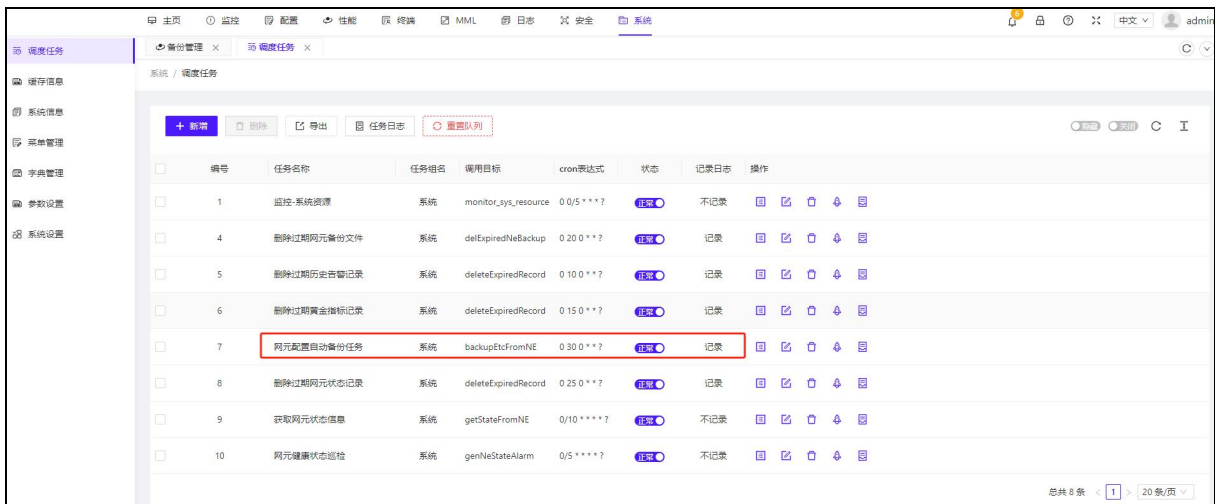 主页 监控 配置 性能 终端 MML 日志 安全 系统 6 中文 admin
调度任务
缓存信息
系统信息
菜单管理
字典管理
参数设置
系统设置
备份管理 × 调度任务 ×
系统 / 调度任务
+ 新增 删除 导出 任务日志 重置队列 关闭
编号 任务名称 任务组名 调用目标 cron表达式 状态 记录日志 操作
1 监控-系统资源 系统 monitor_sys_resource 0 0/5 * * * ? 正常 不记录
4 删除过期网元备份文件 系统 delExpiredNeBackup 0 20 0 * * ? 正常 记录
5 删除过期历史告警记录 系统 deleteExpiredRecord 0 10 0 * * ? 正常 记录
6 删除过期黄金指标记录 系统 deleteExpiredRecord 0 15 0 * * ? 正常 记录
7 网元配置自动备份任务 系统 backupEtcFromNE 0 30 0 * * ? 正常 记录
8 删除过期网元状态记录 系统 deleteExpiredRecord 0 25 0 * * ? 正常 记录
9 获取网元状态信息 系统 getStateFromNE 0/10 * * * * ? 正常 不记录
10 网元健康状态巡检 系统 genNeStateAlarm 0/5 * * * * ? 正常 不记录
总共 8 条 < 1 > 20 条/页